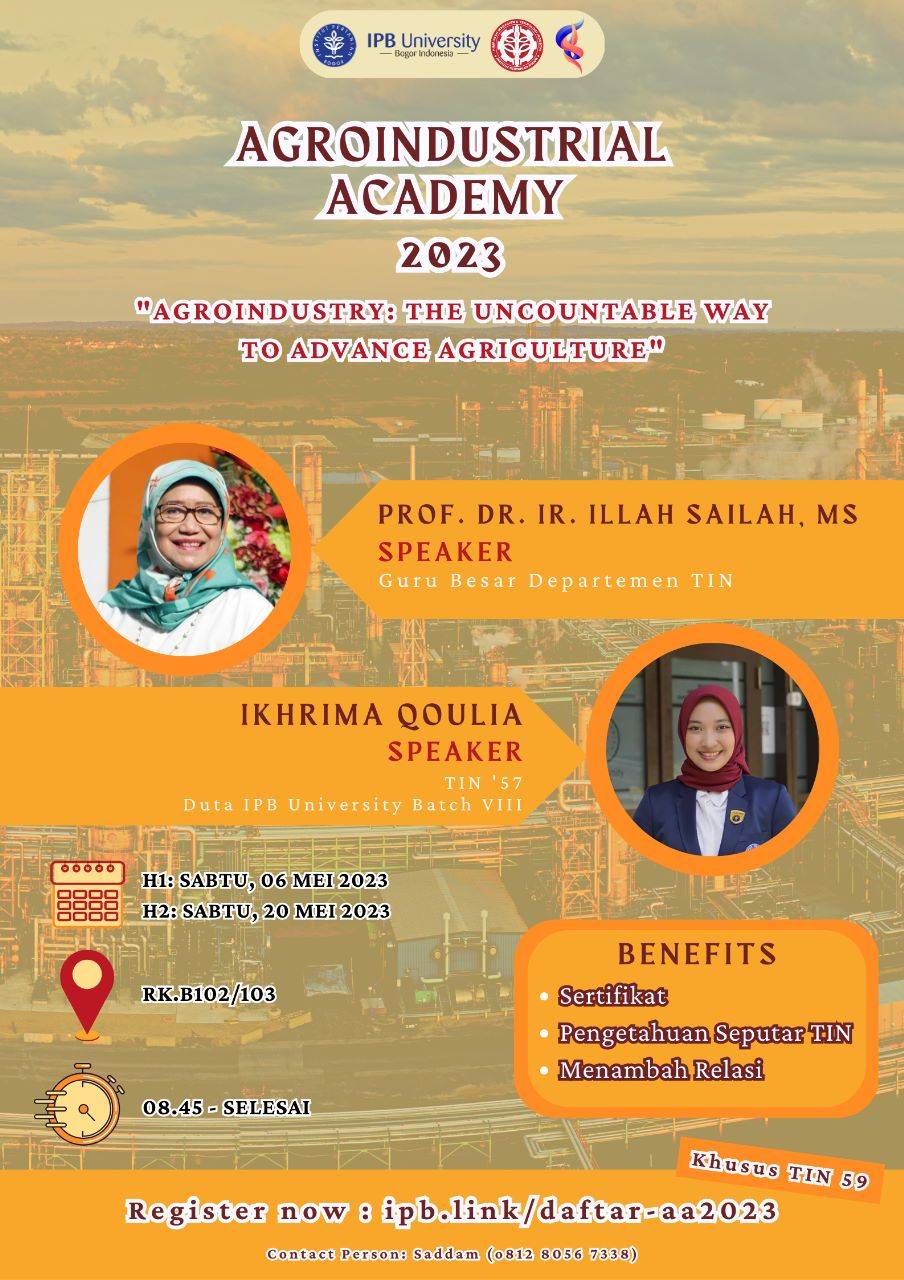 IPB University
Bogor Indonesia
AGROINDUSTRIAL
ACADEMY
2023
"AGROINDUSTRY: THE UNCOUNTABLE WAY
TO ADVANCE AGRICULTURE"
PROF. DR. IR. ILLAH SAILAH, MS
SPEAKER
Guru Besar Departemen TIN
IKHRIMA QOULIA
SPEAKER
TIN '57
Duta IPB University Batch VIII
H1: SABTU, 06 MEI 2023
H2: SABTU, 20 MEI 2023
RK.B102/103
08.45 - SELESAI
BENEFITS
• Sertifikat
• Pengetahuan Seputar TIN
• Menambah Relasi
Khusus TIN 59
Register now : ipb.link/daftar-aa2023
Contact Person: Saddam (0812 8056 7338)